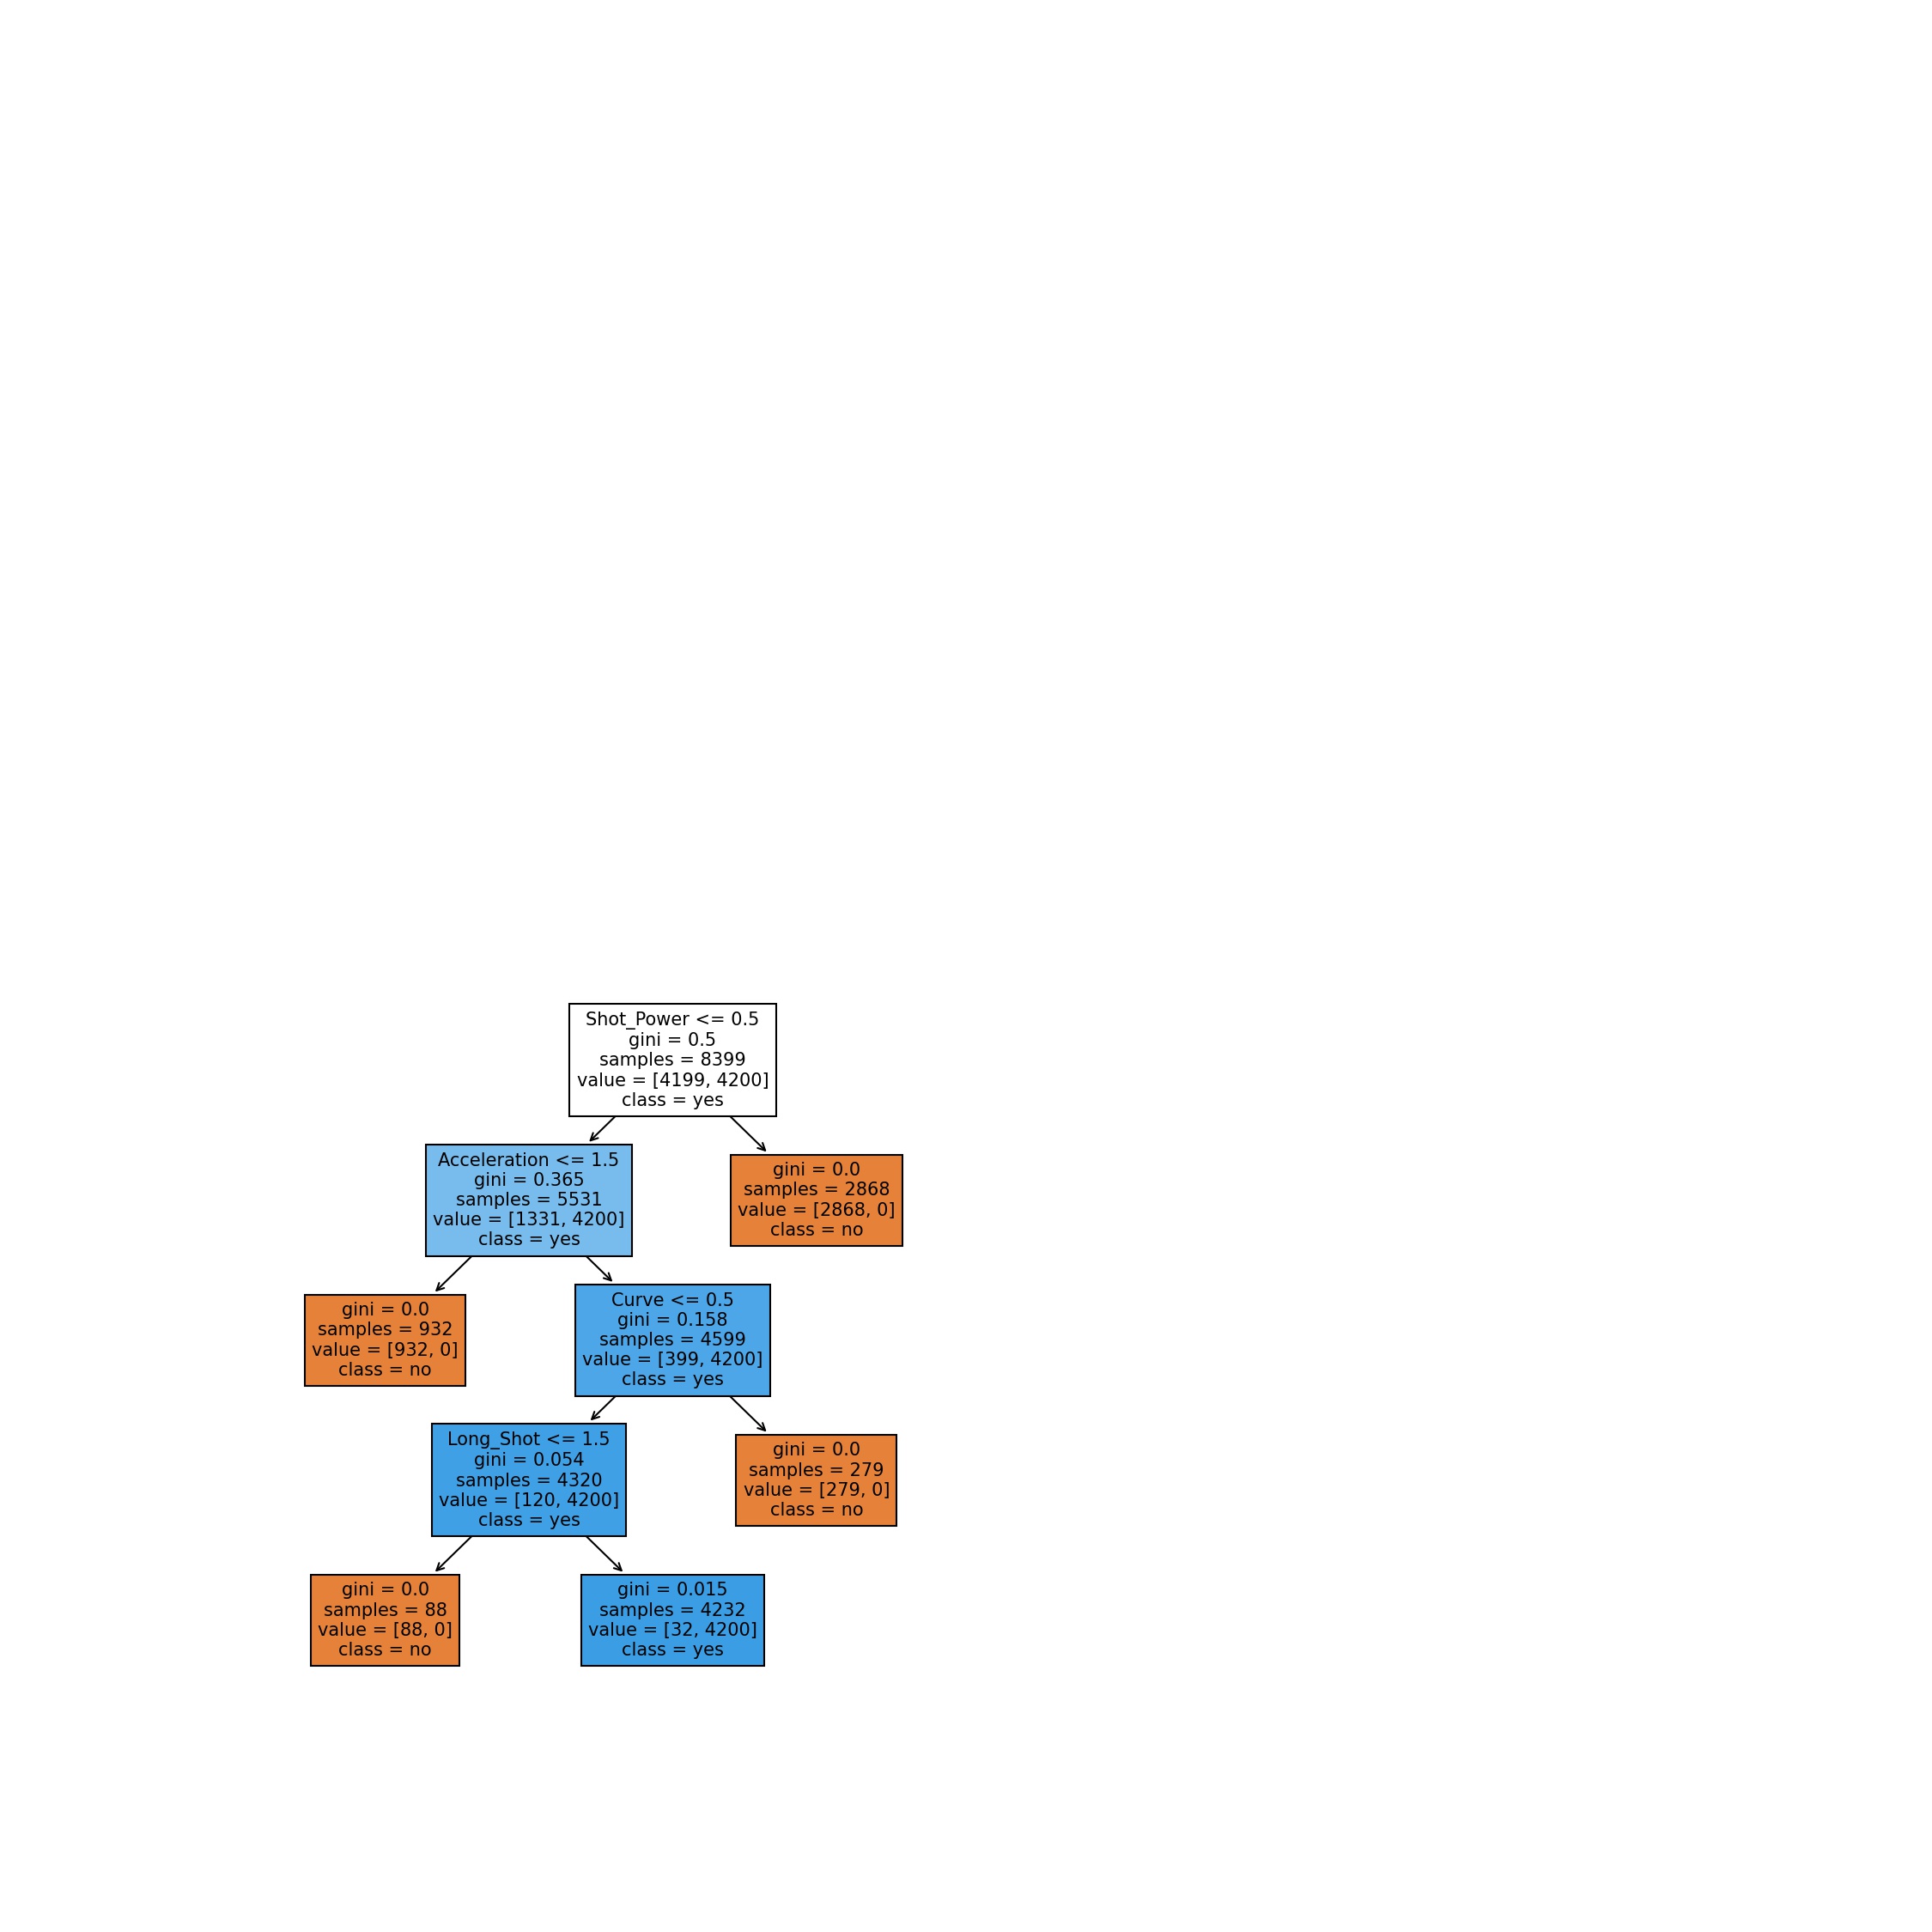 Shot_Power <= 0.5
gini = 0.5
samples = 8399
value = [4199, 4200]
class = yes
Acceleration <= 1.5
gini = 0.365
samples = 5531
value = [1331, 4200]
class = yes
gini = 0.0
samples = 2868
value = [2868, 0]
class = no
gini = 0.0
samples = 932
value = [932, 0]
class = no
Curve <= 0.5
gini = 0.158
samples = 4599
value = [399, 4200]
class = yes
Long_Shot <= 1.5
gini = 0.054
samples = 4320
value = [120, 4200]
class = yes
gini = 0.0
samples = 279
value = [279, 0]
class = no
gini = 0.0
samples = 88
value = [88, 0]
class = no
gini = 0.015
samples = 4232
value = [32, 4200]
class = yes